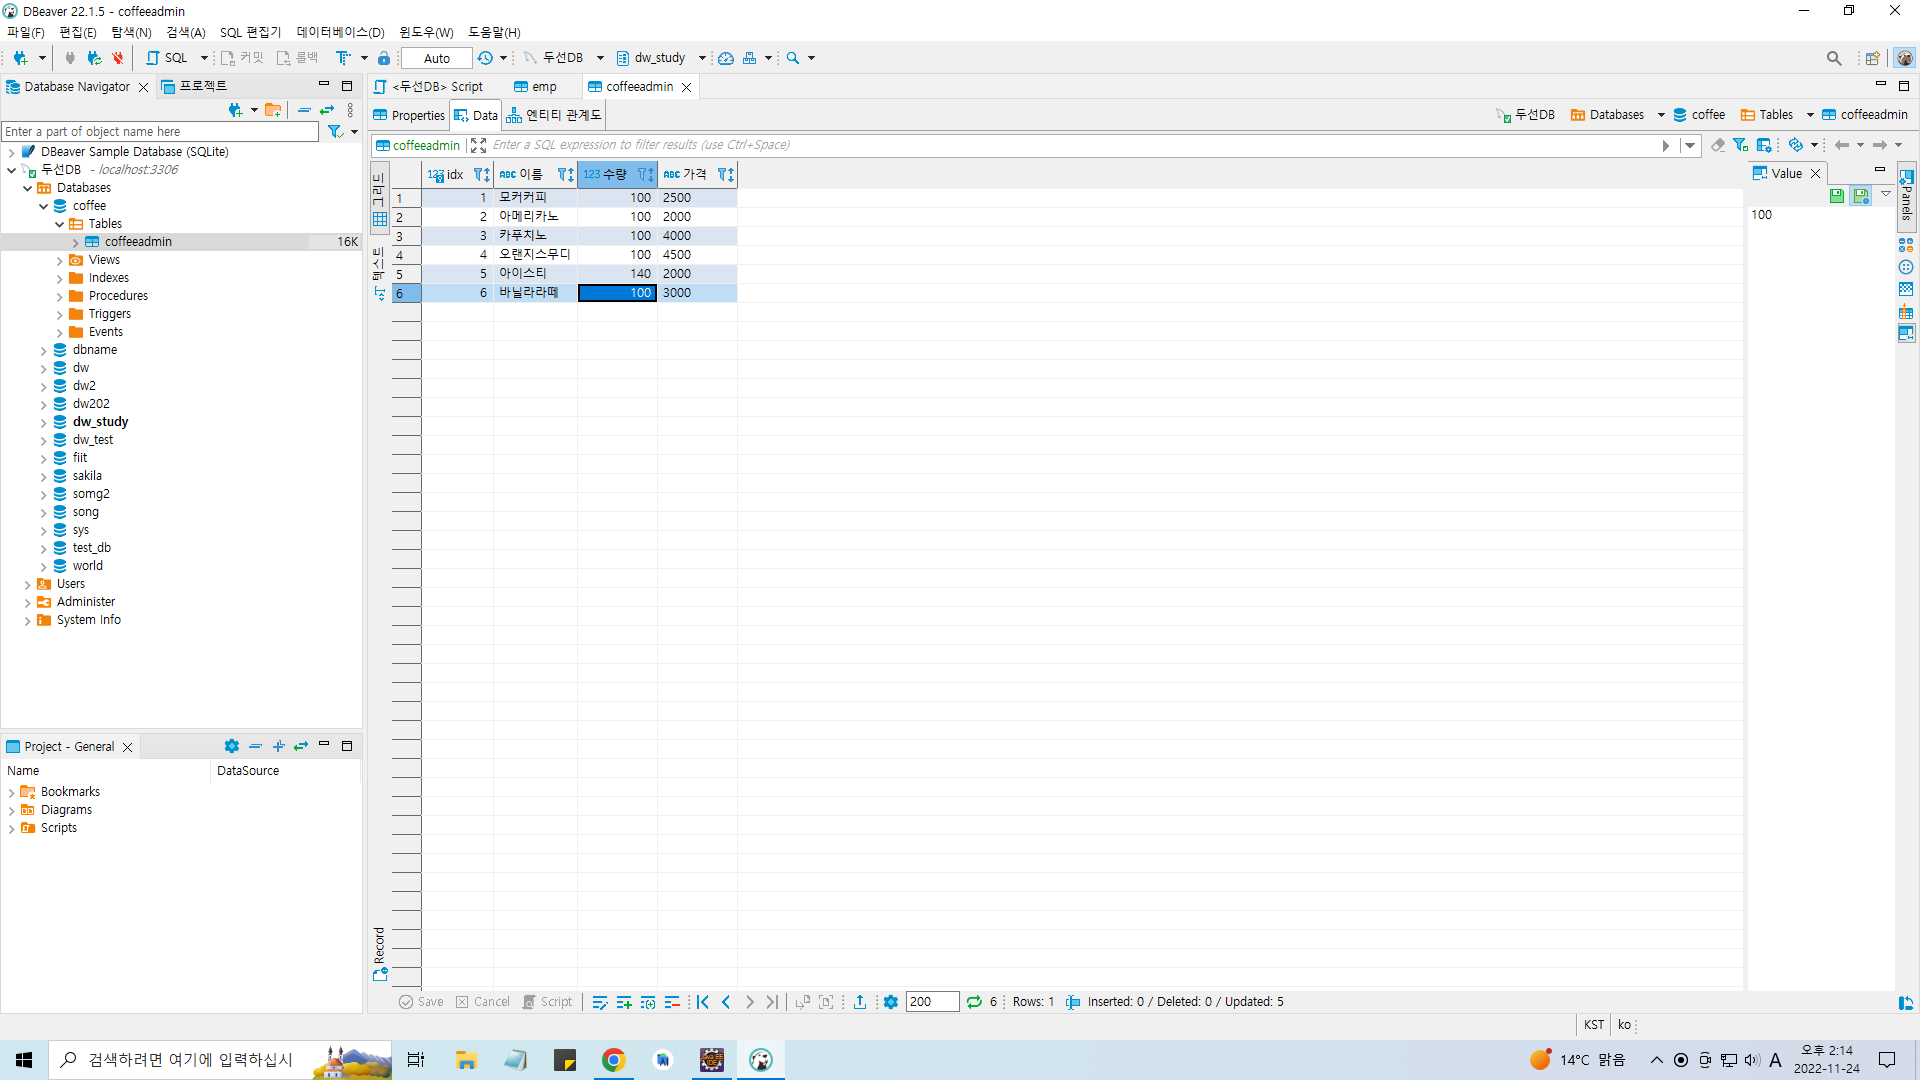 DBeaver 22.1.5 - coffeeadmin
파일(F) 편집(E) 탐색(N) 검색(A) SQL 편집기 데이터베이스(D) 윈도우(W) 도움말(H)
SQL 커밋 롤백 Auto 두선DB dw_study
Database Navigator 프로젝트
Enter a part of object name here
DBeaver Sample Database (SQLite)
두선DB - localhost:3306
Databases
coffee
Tables
coffeeadmin 16K
Views
Indexes
Procedures
Triggers
Events
dbname
dw
dw2
dw202
dw_study
dw_test
fiit
sakila
somg2
song
sys
test_db
world
Users
Administer
System Info
Project - General
Name DataSource
Bookmarks
Diagrams
Scripts
<두선DB> Script emp coffeeadmin
Properties Data 엔티티 관계도 두선DB Databases coffee Tables coffeeadmin
coffeeadmin Enter a SQL expression to filter results (use Ctrl+Space)
그리드
텍스트
Record
123 idx ABC 이름 123 수량 ABC 가격
1 1 모커커피 100 2500
2 2 아메리카노 100 2000
3 3 카푸치노 100 4000
4 4 오랜지스무디 100 4500
5 5 아이스티 140 2000
6 6 바닐라라떼 100 3000
Value
100
Panels
Save Cancel Script 200 6 Rows: 1 Inserted: 0 / Deleted: 0 / Updated: 5
KST ko
검색하려면 여기에 입력하십시
14°C 맑음 A 오후 2:14
2022-11-24